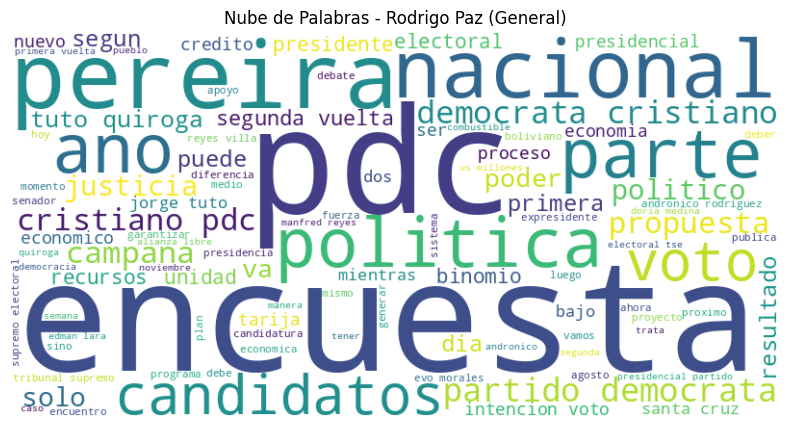 Nube de Palabras - Rodrigo Paz (General)
nuevo segun credito presidente electoral presidencial
primera vuelta pueblo
pereira nacional
debate
apoyo
tuto quiroga segunda vuelta democrata cristiano
hoy reyes villa ser combustible boliviano economia deber
ano puede pdc proceso parte
diferencia dos us millones
momento justicia medio poder politico
senador jorge tuto primera andronico rodriguez
cristiano pdc manfred reyes fuerza expresidente doria medina
economico garantizar politica sistema propuesta
alianza libre electoral tse publica
quiroga campana presidencia voto
democracia noviembre va mientras binomio luego
supremo electoral recursos unidad resultado
encuesta
semana tarija manera mismo generar bajo ahora proximo
edman lara plan candidatura proyecto trata
sino economica tener dia andronico vamos
segunda
tribunal supremo programa debe evo morales agosto presidencial partido
solo candidatos partido democrata
caso encuentro intencion voto santa cruz